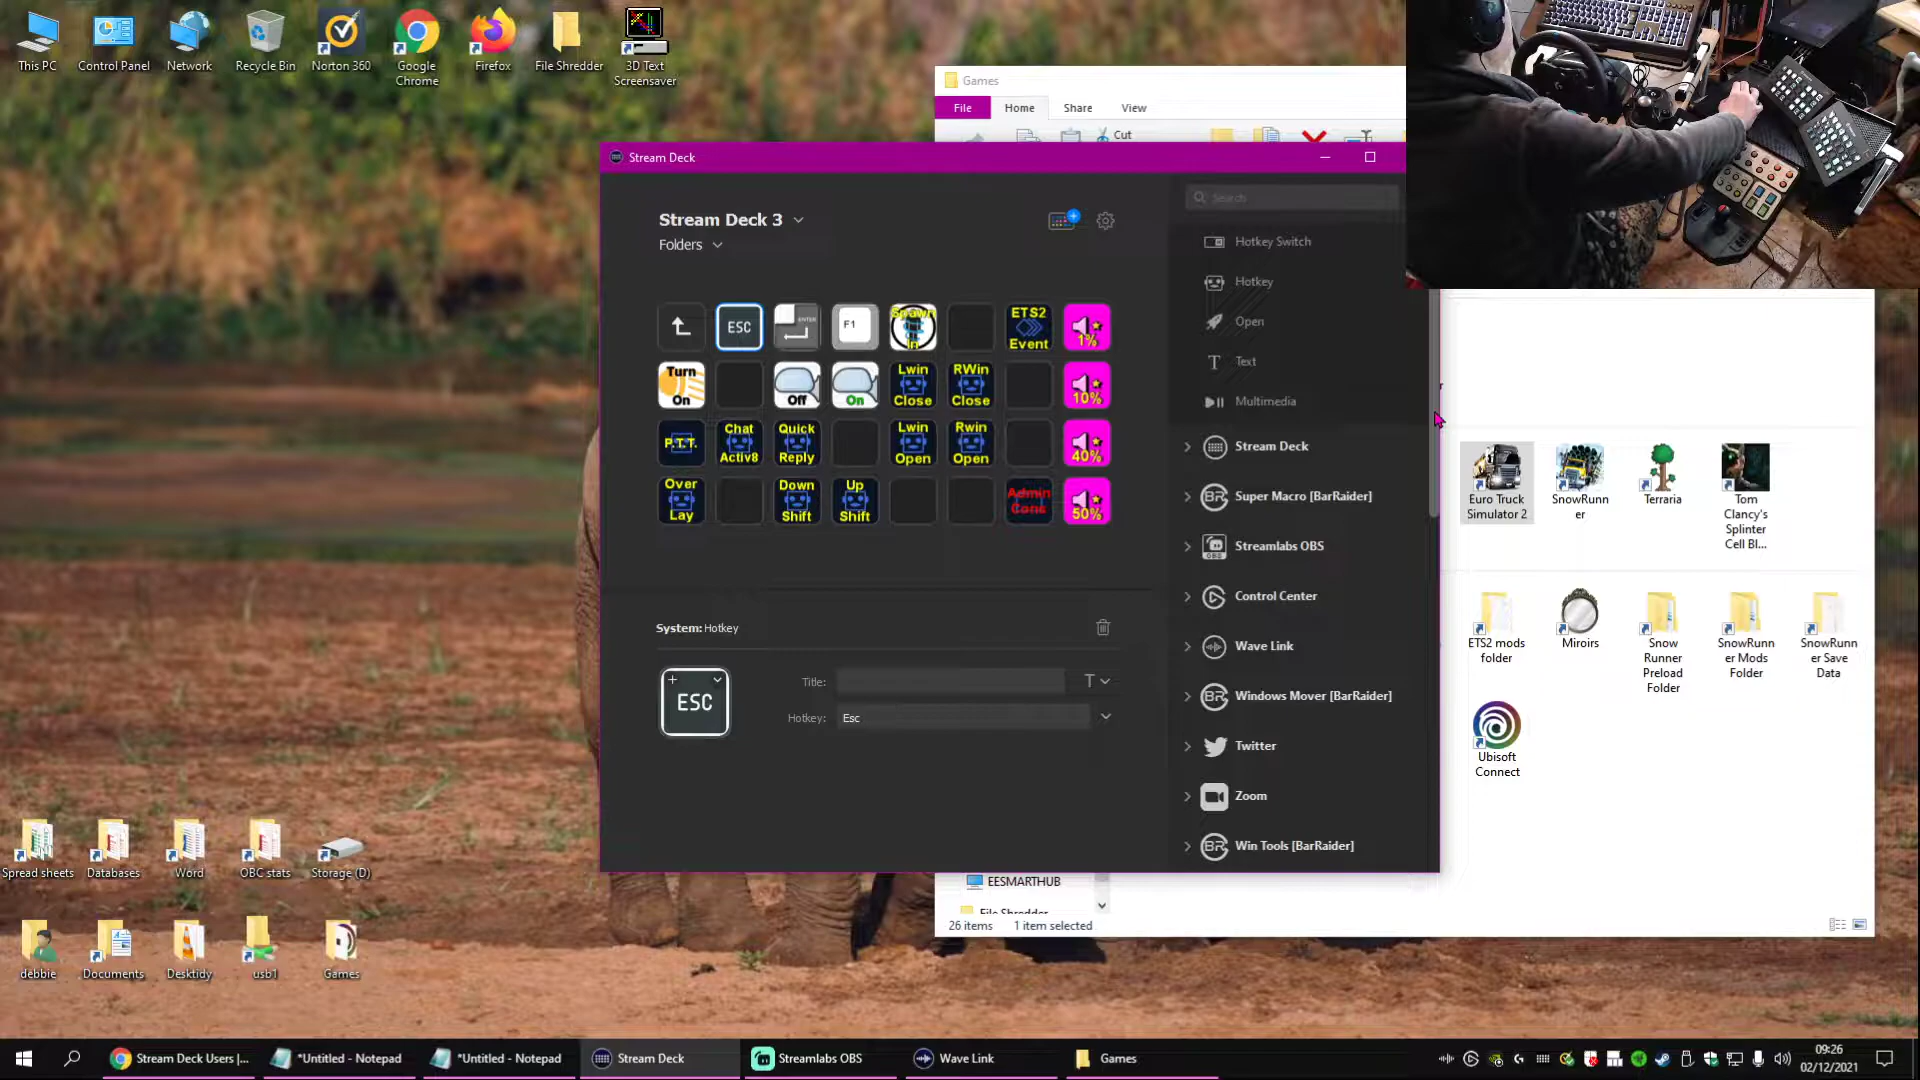 This PC
Control Panel
Network
Recycle Bin
Norton 360
Google
Chrome
Firefox
File Shredder
3D Text
Screensaver
Games
File
Home
Share
View
Cut
Stream Deck
Stream Deck 3
Folders
Search
Hotkey Switch
Hotkey
Open
Text
Multimedia
Stream Deck
Super Macro [BarRaider]
Streamlabs OBS
Control Center
Wave Link
Windows Mover [BarRaider]
Twitter
Zoom
Win Tools [BarRaider]
ESC
ENTER
F1
Spawn
In
ETS2
Event
1%
Turn
On
Off
On
Lwin
Close
RWin
Close
10%
P.T.T.
Chat
Activ8
Quick
Reply
Lwin
Open
Rwin
Open
40%
Over
Lay
Down
Shift
Up
Shift
Admin
Cons
50%
System: Hotkey
ESC
Title:
T
Hotkey:
Esc
Euro Truck
Simulator 2
SnowRunn
er
Terraria
Tom
Clancy's
Splinter
Cell Bl...
ETS2 mods
folder
Miroirs
Snow
Runner
Preload
Folder
SnowRunn
er Mods
Folder
SnowRunn
er Save
Data
Ubisoft
Connect
EESMARTHUB
File Shredder
26 items
1 item selected
Spread sheets
Databases
Word
OBC stats
Storage (D)
debbie
Documents
Desktidy
usb1
Games
Stream Deck Users |...
*Untitled - Notepad
*Untitled - Notepad
Stream Deck
Streamlabs OBS
Wave Link
Games
09:26
02/12/2021